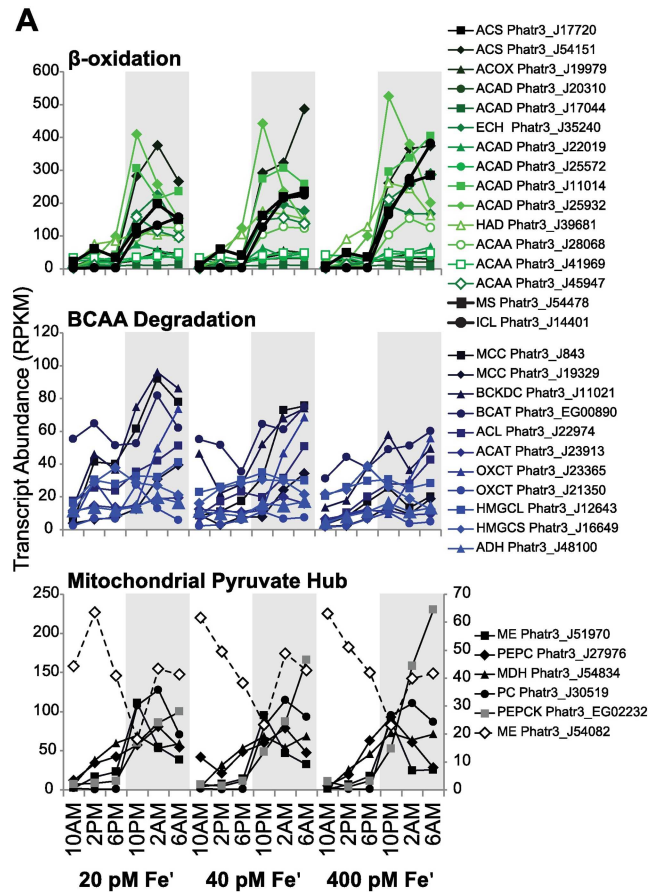 A
β-oxidation
600
500
400
300
200
100
0
ACS Phatr3_J17720
ACS Phatr3_J54151
ACOX Phatr3_J19979
ACAD Phatr3_J20310
ACAD Phatr3_J17044
ECH Phatr3_J35240
ACAD Phatr3_J22019
ACAD Phatr3_J25572
ACAD Phatr3_J11014
ACAD Phatr3_J25932
HAD Phatr3_J39681
ACAA Phatr3_J28068
ACAA Phatr3_J41969
ACAA Phatr3_J45947
MS Phatr3_J54478
ICL Phatr3_J14401
Transcript Abundance (RPKM)
BCAA Degradation
120
100
80
60
40
20
0
MCC Phatr3_J843
MCC Phatr3_J19329
BCKDC Phatr3_J11021
BCAT Phatr3_EG00890
ACL Phatr3_J22974
ACAT Phatr3_J23913
OXCT Phatr3_J23365
OXCT Phatr3_J21350
HMGCL Phatr3_J12643
HMGCS Phatr3_J16649
ADH Phatr3_J48100
Mitochondrial Pyruvate Hub
250
200
150
100
50
0
70
60
50
40
30
20
10
0
ME Phatr3_J51970
PEPC Phatr3_J27976
MDH Phatr3_J54834
PC Phatr3_J30519
PEPCK Phatr3_EG02232
ME Phatr3_J54082
10AM
2PM
6PM
10PM
2AM
6AM
10AM
2PM
6PM
10PM
2AM
6AM
10AM
2PM
6PM
10PM
2AM
6AM
20 pM Fe' 40 pM Fe' 400 pM Fe'